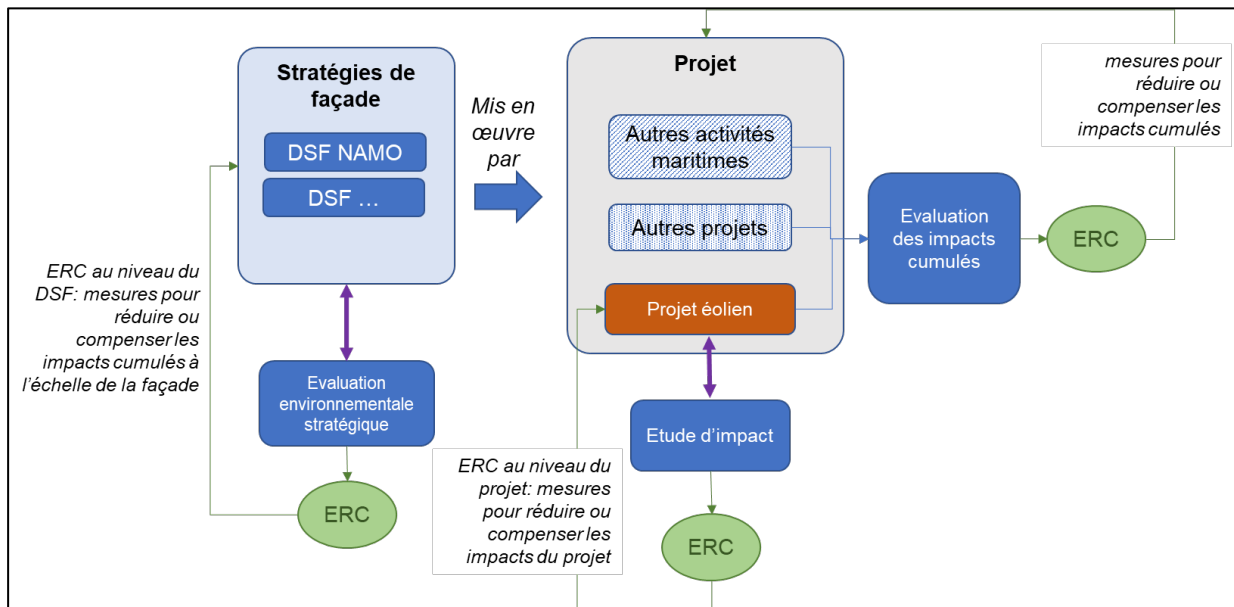 Stratégies de
façade
DSF NAMO
DSF …
Mis en
œuvre
par
Projet
Autres activités
maritimes
Autres projets
Projet éolien
Evaluation
des impacts
cumulés
ERC
mesures pour
réduire ou
compenser les
impacts cumulés
ERC au niveau du
DSF: mesures pour
réduire ou
compenser les
impacts cumulés à
l’échelle de la façade
Evaluation
environnementale
stratégique
ERC
ERC au niveau du
projet: mesures
pour réduire ou
compenser les
impacts du projet
Etude d’impact
ERC